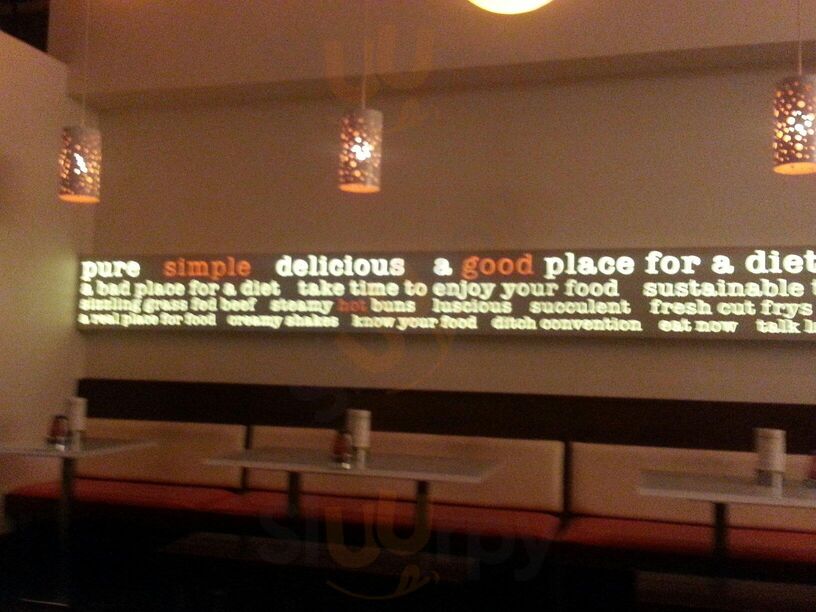 pure simple delicious a good place for a diet
a bad place for a diet take time to enjoy your food sustainable
sizzling grass fed beef steamy hot buns luscious succulent fresh cut frys
a real place for food creamy shakes know your food ditch convention eat now talk
sluurpy